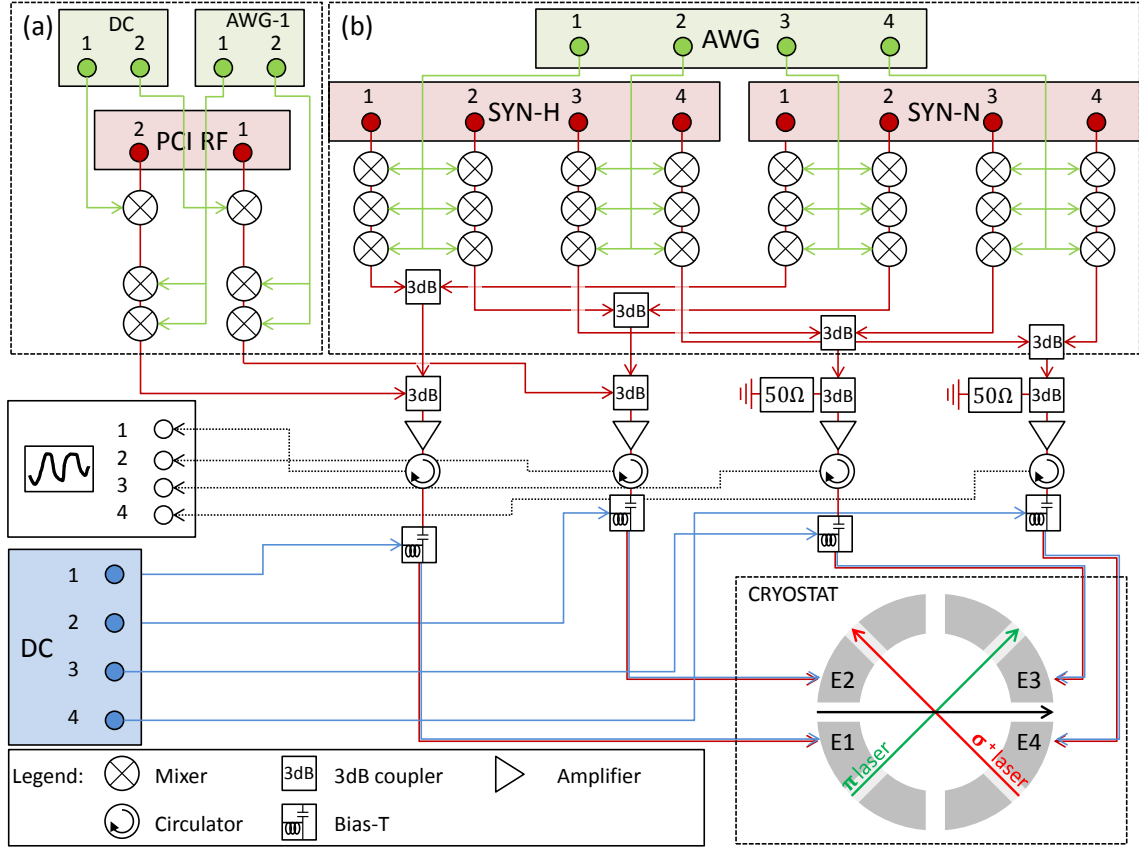 (a)
DC
1 2
AWG-1
1 2
PCI RF
2 1
(b)
AWG
1 2 3 4
SYN-H
1 2 3 4
SYN-N
1 2 3 4
3dB
3dB
3dB
3dB
3dB
3dB
50Ω
3dB
50Ω
3dB
1
2
3
4
DC
1
2
3
4
CRYOSTAT
E2
E3
E1
E4
π laser
σ+ laser
Legend:
Mixer
3dB
3dB coupler
Amplifier
Circulator
Bias-T